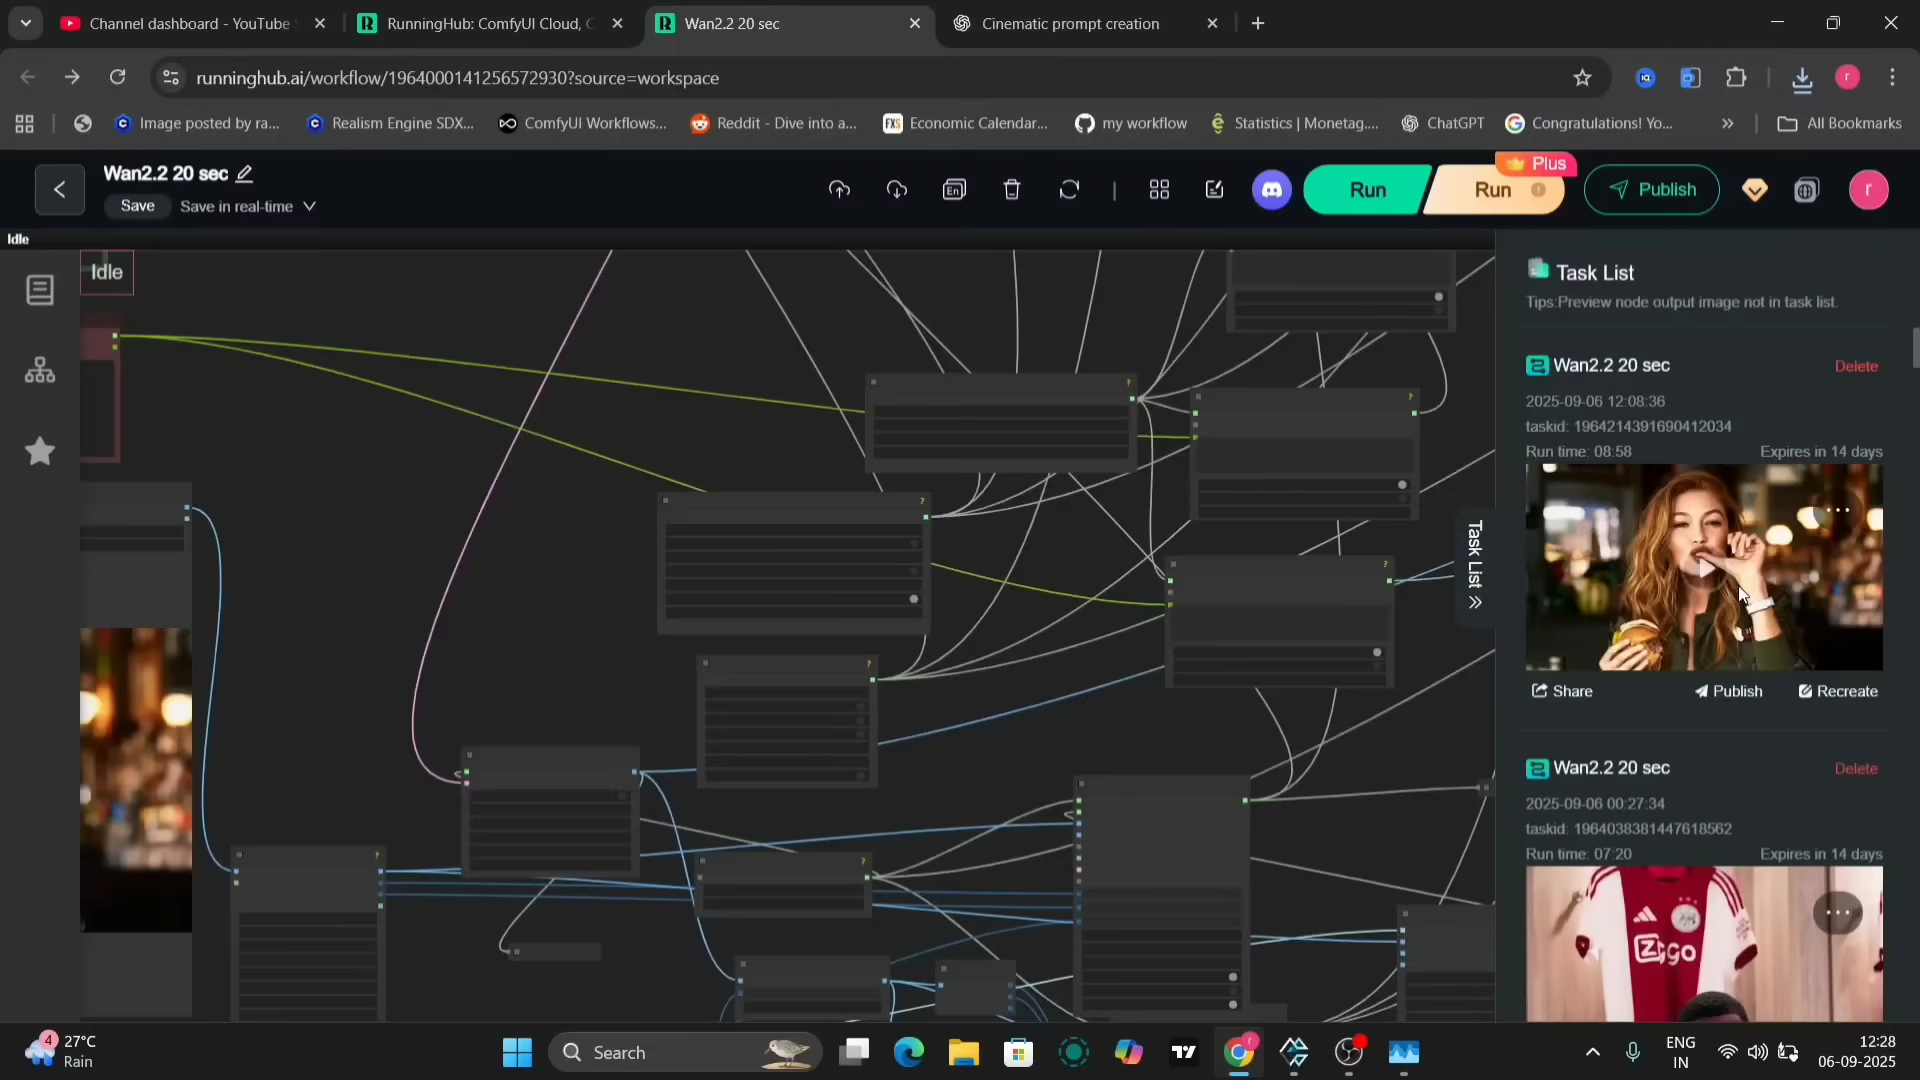 Channel dashboard - YouTube
RunningHub: ComfyUI Cloud, C
Wan2.2 20 sec
Cinematic prompt creation
runninghub.ai/workflow/1964000141256572930?source=workspace
Image posted by ra...
Realism Engine SDX...
ComfyUI Workflows...
Reddit - Dive into a...
FXS
Economic Calendar...
my workflow
Statistics | Monetag....
ChatGPT
Congratulations! Yo...
All Bookmarks
Wan2.2 20 sec
Save
Save in real-time
En
Run
Run
Plus
Publish
r
Idle
Idle
Task List
Task List
Tips:Preview node output image not in task list.
Wan2.2 20 sec
Delete
2025-09-06 12:08:36
taskid: 1964214391690412034
Run time: 08:58
Expires in 14 days
Share
Publish
Recreate
Wan2.2 20 sec
Delete
2025-09-06 00:27:34
taskid: 1964038381447618562
Run time: 07:20
Expires in 14 days
Ziggo
4
27°C
Rain
Search
ENG
IN
12:28
06-09-2025